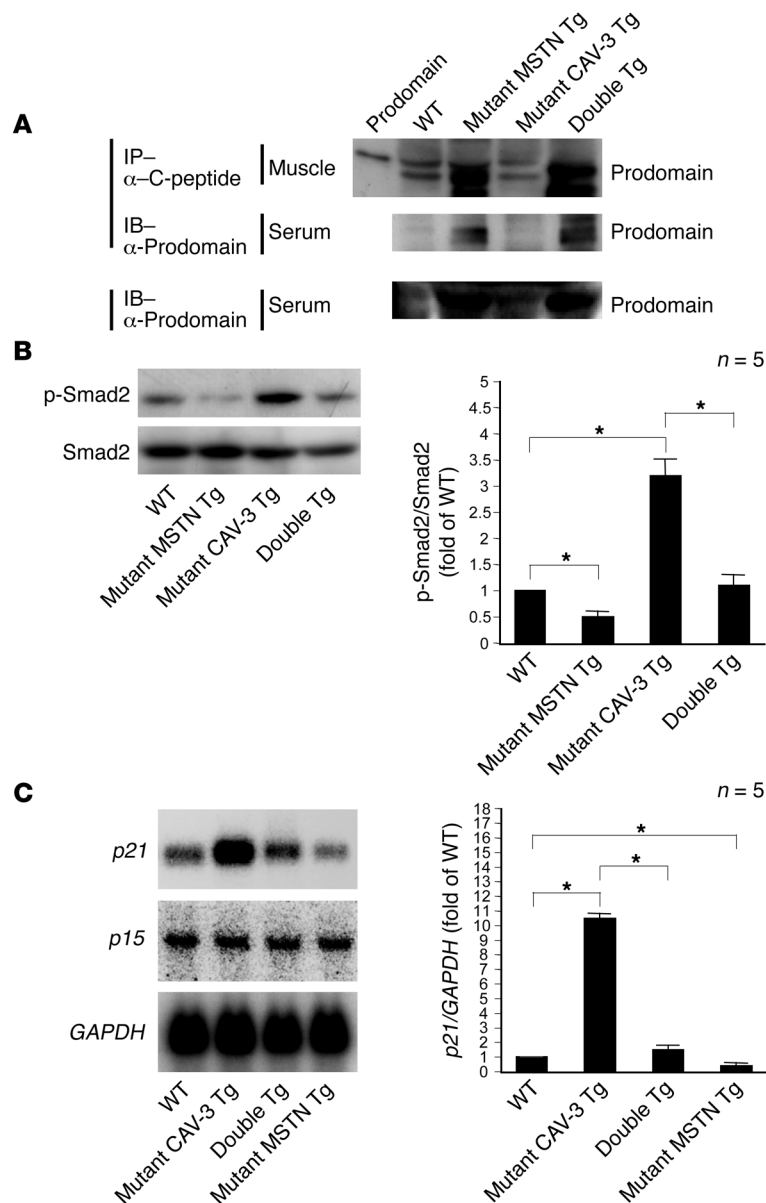 Prodomain
WT
Mutant MSTN Tg
Mutant CAV-3 Tg
Double Tg
A
IP–
α–C-peptide
Muscle
Prodomain
IB–
α-Prodomain
Serum
Prodomain
IB–
α-Prodomain
Serum
Prodomain
B
p-Smad2
Smad2
WT
Mutant MSTN Tg
Mutant CAV-3 Tg
Double Tg
n = 5
p-Smad2/Smad2
(fold of WT)
5
4.5
4
3.5
3
2.5
2
1.5
1
0.5
0
*
*
*
WT
Mutant MSTN Tg
Mutant CAV-3 Tg
Double Tg
C
p21
p15
GAPDH
WT
Mutant CAV-3 Tg
Double Tg
Mutant MSTN Tg
n = 5
p21/GAPDH (fold of WT)
18
17
16
15
14
13
12
11
10
9
8
7
6
5
4
3
2
1
0
*
*
*
WT
Mutant CAV-3 Tg
Double Tg
Mutant MSTN Tg